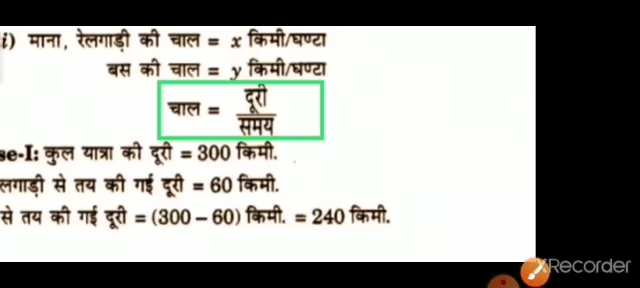 i) माना, रेलगाड़ी की चाल = x किमी/घण्टा
बस की चाल = y किमी/घण्टा
चाल = दूरी
समय
se-I: कुल यात्रा की दूरी = 300 किमी.
लगाड़ी से तय की गई दूरी = 60 किमी.
से तय की गई दूरी = (300 – 60) किमी. = 240 किमी.
XRecorder